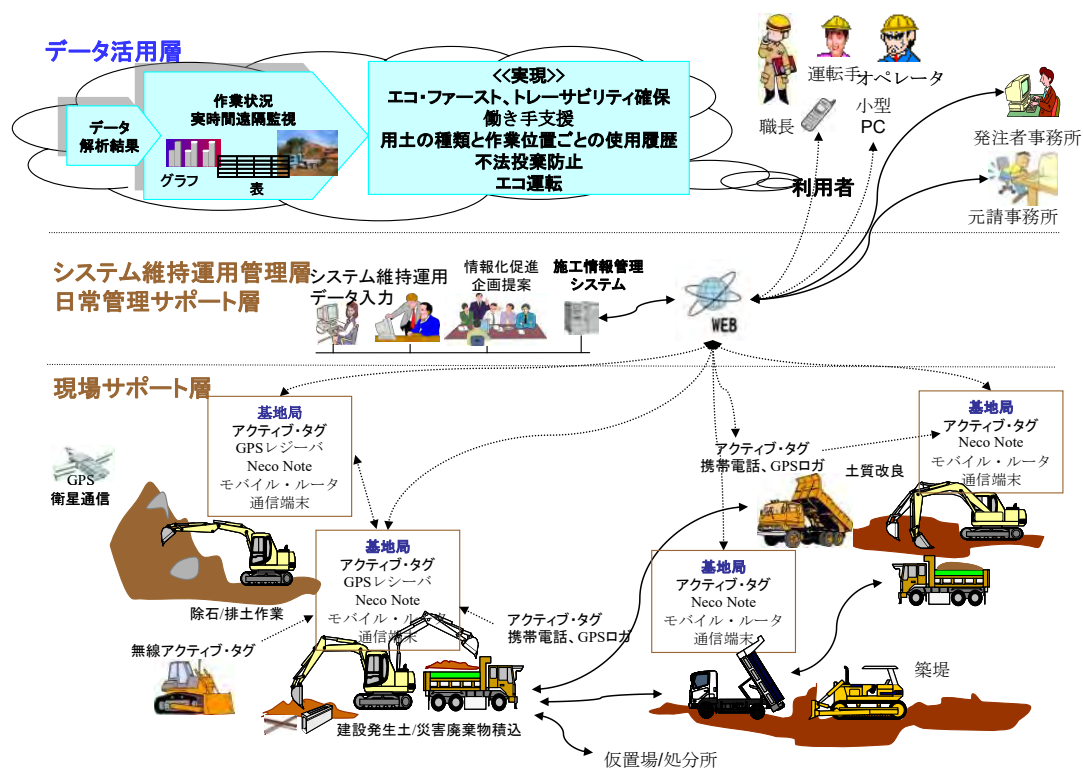 データ活用層
データ
解析結果
作業状況
実時間遠隔監視
グラフ
表
<<実現>>
エコ・ファースト、トレーサビリティ確保
働き手支援
用土の種類と作業位置ごとの使用履歴
不法投棄防止
エコ運転
職長
運転手
オペレータ
小型
PC
利用者
発注者事務所
元請事務所
システム維持運用管理層
日常管理サポート層
システム維持運用
データ入力
情報化促進
企画提案
施工情報管理
システム
WEB
現場サポート層
GPS
衛星通信
基地局
アクティブ・タグ
GPSレジーバ
Neco Note
モバイル・ルータ
通信端末
除石/排土作業
無線アクティブ・タグ
基地局
アクティブ・タグ
GPSレシーバ
Neco Note
モバイル・ルータ
通信端末
アクティブ・タグ
携帯電話、GPSロガ
建設発生土/災害廃棄物積込
仮置場/処分所
アクティブ・タグ
携帯電話、GPSロガ
基地局
アクティブ・タグ
Neco Note
モバイル・ルータ
通信端末
土質改良
基地局
アクティブ・タグ
Neco Note
モバイル・ルータ
通信端末
築堤